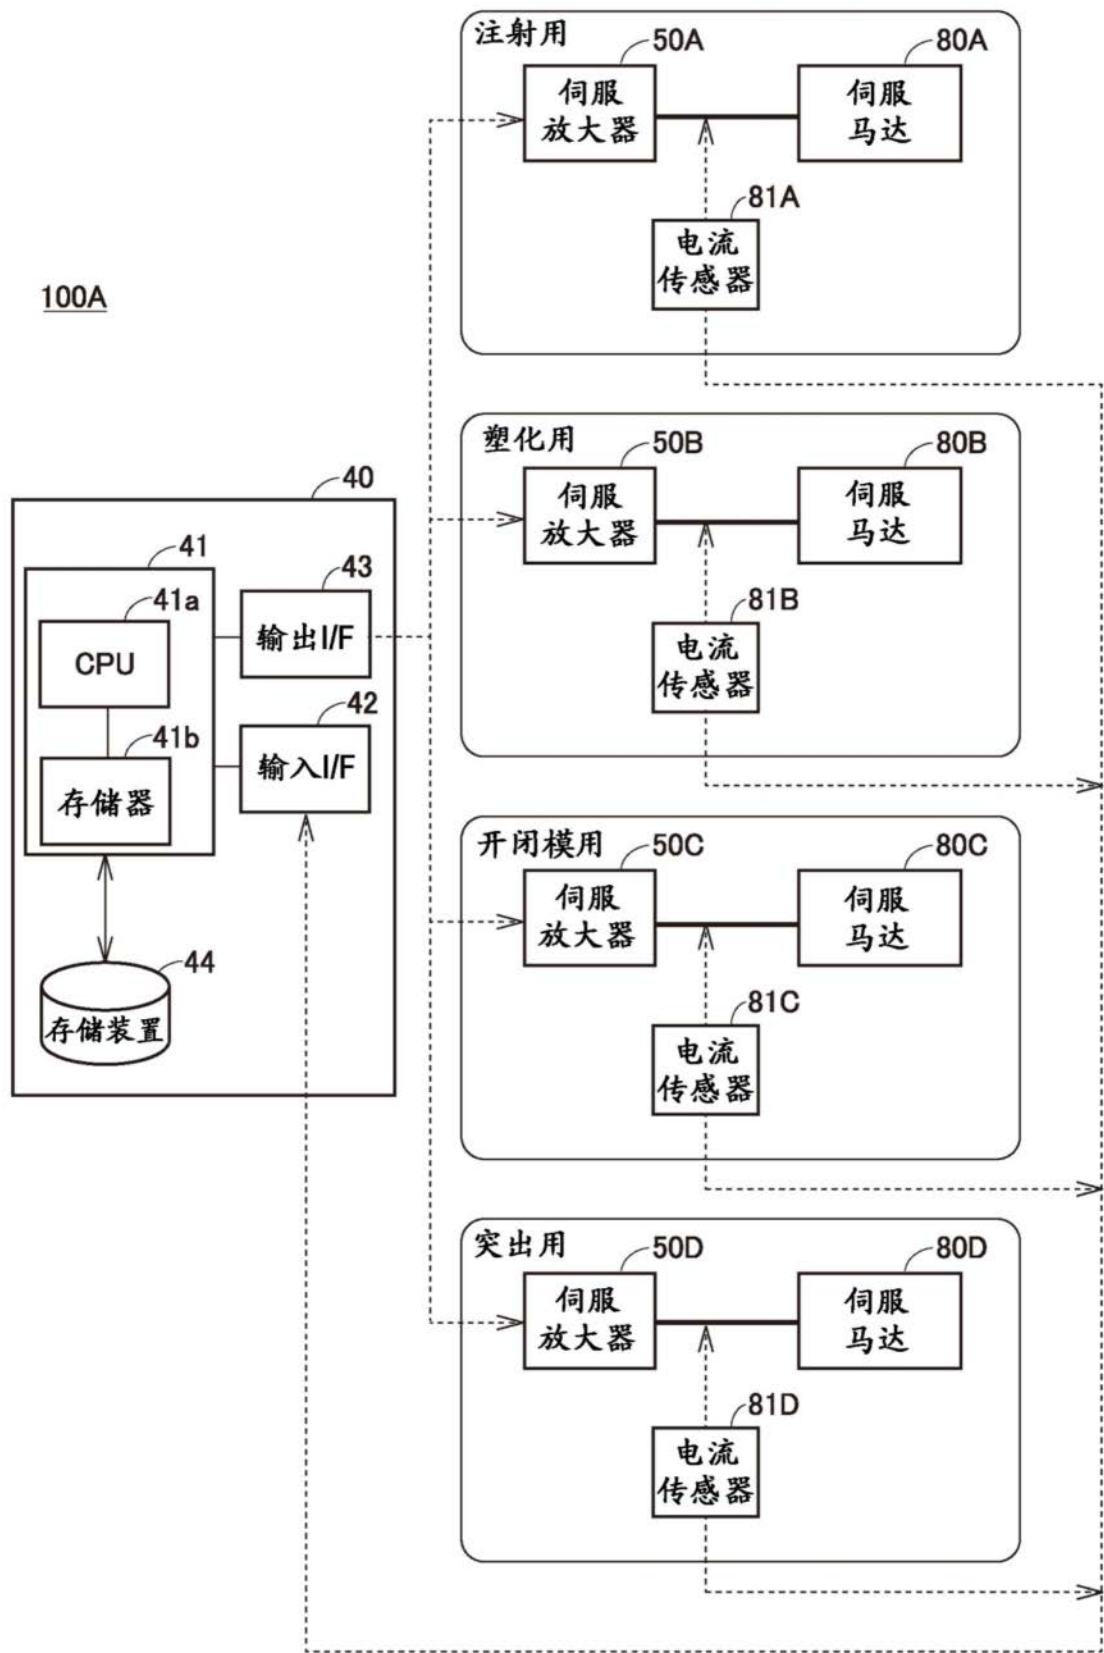 注射用
50A
80A
伺服
放大器
伺服
马达
81A
电流
传感器
100A
塑化用
50B
80B
伺服
放大器
伺服
马达
81B
电流
传感器
40
41
43
41a
CPU
输出I/F
42
41b
存储器
输入I/F
44
存储装置
开闭模用
50C
80C
伺服
放大器
伺服
马达
81C
电流
传感器
突出用
50D
80D
伺服
放大器
伺服
马达
81D
电流
传感器